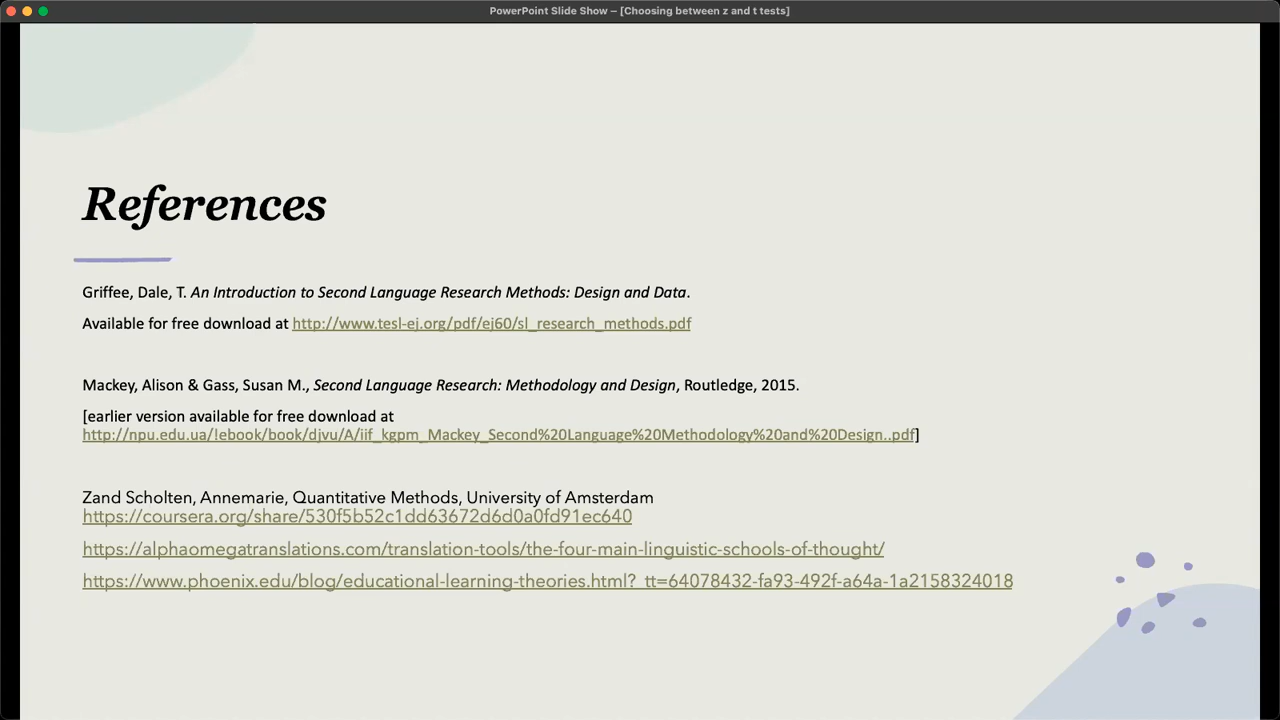 PowerPoint Slide Show – [Choosing between z and t tests]
References
Griffee, Dale, T. An Introduction to Second Language Research Methods: Design and Data.
Available for free download at http://www.tesl-ej.org/pdf/ej60/sl_research_methods.pdf
Mackey, Alison & Gass, Susan M., Second Language Research: Methodology and Design, Routledge, 2015.
[earlier version available for free download at
http://npu.edu.ua/!ebook/book/djvu/A/iif_kgpm_Mackey_Second%20Language%20Methodology%20and%20Design..pdf]
Zand Scholten, Annemarie, Quantitative Methods, University of Amsterdam
https://coursera.org/share/530f5b52c1dd63672d6d0a0fd91ec640
https://alphaomegatranslations.com/translation-tools/the-four-main-linguistic-schools-of-thought/
https://www.phoenix.edu/blog/educational-learning-theories.html?_tt=64078432-fa93-492f-a64a-1a2158324018